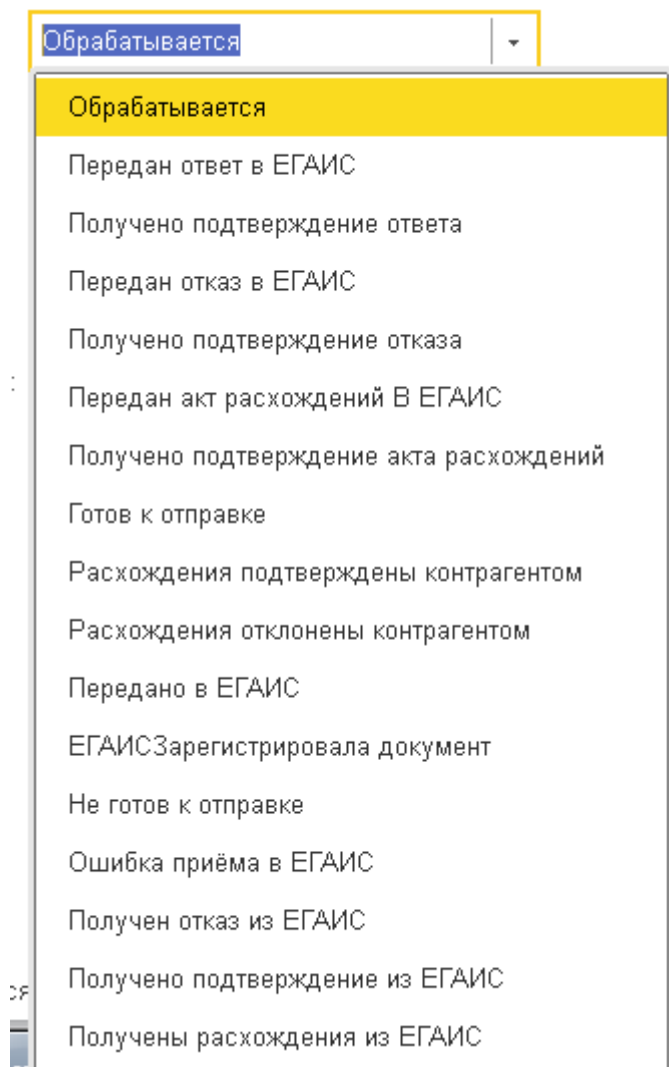 Обрабатывается
Обрабатывается
Передан ответ в ЕГАИС
Получено подтверждение ответа
Передан отказ в ЕГАИС
Получено подтверждение отказа
:
Передан акт расхождений В ЕГАИС
Получено подтверждение акта расхождений
Готов к отправке
Расхождения подтверждены контрагентом
Расхождения отклонены контрагентом
Передано в ЕГАИС
ЕГАИСЗарегистрировала документ
Не готов к отправке
Ошибка приёма в ЕГАИС
Получен отказ из ЕГАИС
Получено подтверждение из ЕГАИС
ся
Получены расхождения из ЕГАИС